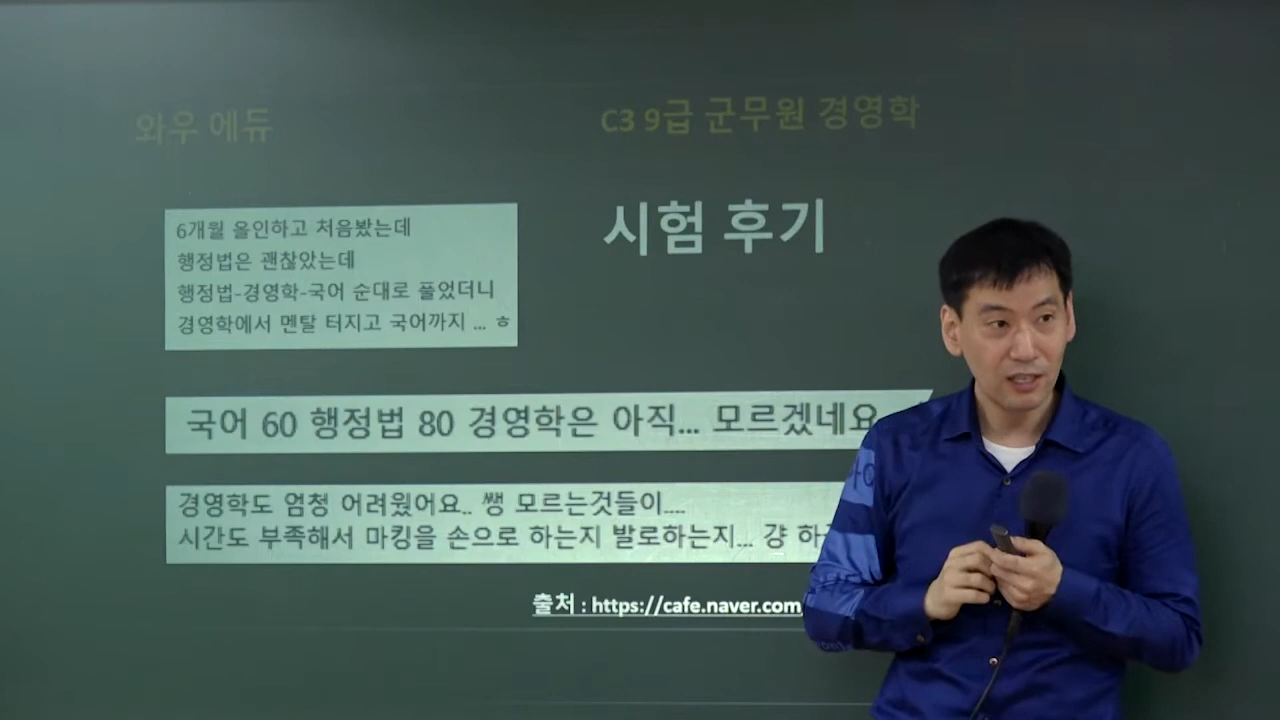 와우 에듀
C3 9급 군무원 경영학
시험 후기
6개월 올인하고 처음봤는데
행정법은 괜찮았는데
행정법-경영학-국어 순대로 풀었더니
경영학에서 멘탈 터지고 국어까지 ... ㅎ
국어 60 행정법 80 경영학은 아직... 모르겠네요
경영학도 엄청 어려웠어요.. 쌩 모르는것들이....
시간도 부족해서 마킹을 손으로 하는지 발로하는지... 걍
출처 : https://cafe.naver.com